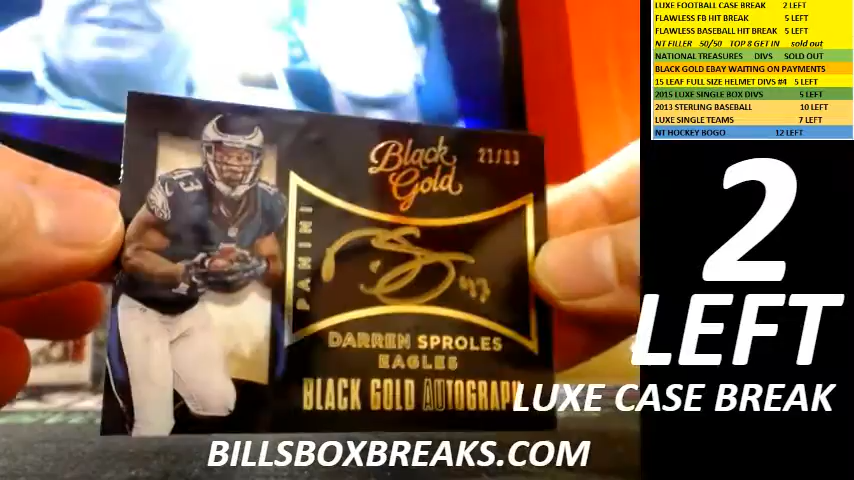 LUXE FOOTBALL CASE BREAK 2 LEFT
FLAWLESS FB HIT BREAK 5 LEFT
FLAWLESS BASEBALL HIT BREAK 5 LEFT
NT FILLER 50/50 TOP 8 GET IN sold out
NATIONAL TREASURES DIVS SOLD OUT
BLACK GOLD EBAY WAITING ON PAYMENTS
15 LEAF FULL SIZE HELMET DIVS #4 5 LEFT
2015 LUXE SINGLE BOX DIVS 5 LEFT
2013 STERLING BASEBALL 10 LEFT
LUXE SINGLE TEAMS 7 LEFT
NT HOCKEY BOGO 12 LEFT
Black
Gold
43
PANINI
43
DARREN SPROLES
EAGLES
BLACK GOLD AUTOGRAPH
2
LEFT
LUXE CASE BREAK
BILLSBOXBREAKS.COM